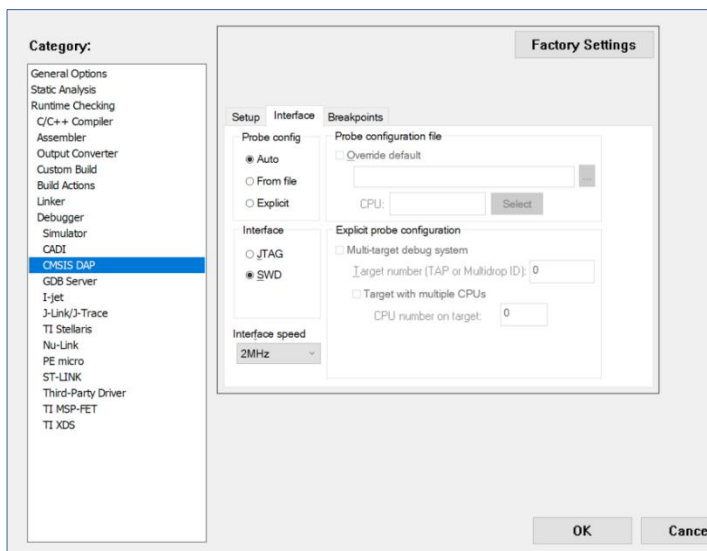 Category:
Factory Settings
General Options
Static Analysis
Runtime Checking
C/C++ Compiler
Assembler
Output Converter
Custom Build
Build Actions
Linker
Debugger
Simulator
CADI
CMSIS DAP
GDB Server
I-jet
J-Link/J-Trace
TI Stellaris
Nu-Link
PE micro
ST-LINK
Third-Party Driver
TI MSP-FET
TI XDS
Setup Interface Breakpoints
Probe config
Auto
From file
Explicit
Probe configuration file
Override default
...
CPU: Select
Interface
JTAG
SWD
Explicit probe configuration
Multi-target debug system
Target number (TAP or Multidrop ID): 0
Target with multiple CPUs
CPU number on target: 0
Interface speed
2MHz
OK Cance